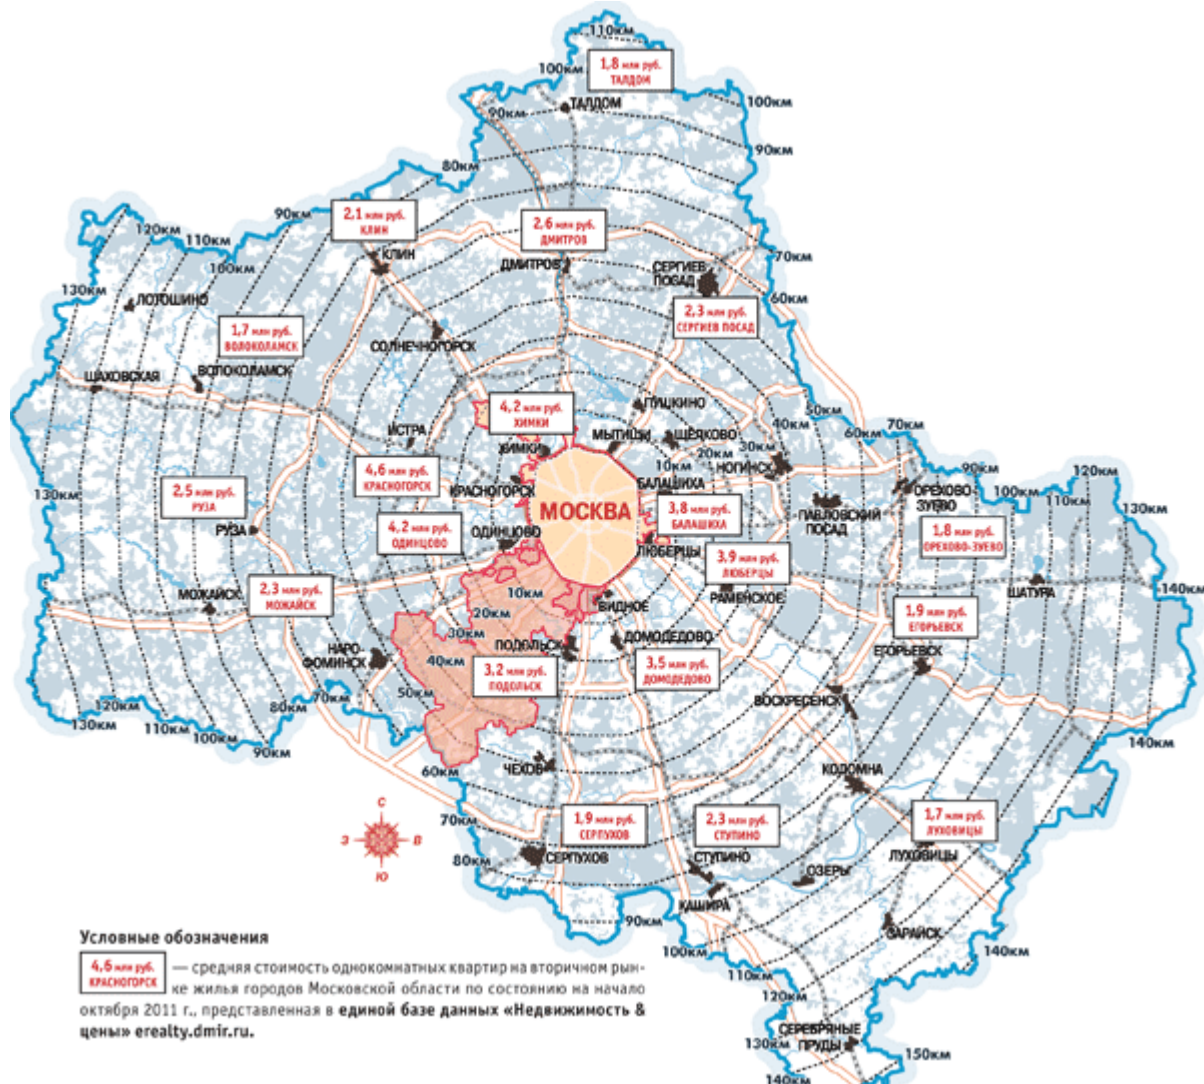 110км
1,8 млн руб.
ТАЛДОМ
100км
ТАЛДОМ
100км
90км
90км
80км
2,1 млн руб.
КЛИН
90км
2,6 млн руб.
ДМИТРОВ
120км
110км
100км
КЛИН
ДМИТРОВ
СЕРГИЕВ
ПОСАД
70км
130км
ЛОТОШИНО
60км
2,3 млн руб.
СЕРГИЕВ ПОСАД
1,7 млн руб.
ВОЛОКОЛАМСК
СОЛНЕЧНОГОРСК
ШАХОВСКАЯ
ВОЛОКОЛАМСК
4,2 млн руб.
ХИМКИ
ПУШКИНО
50км
40км
60км
70км
ИСТРА
МЫТИЩИ
ЩЁЛКОВО
30км
20км
10км
ХИМКИ
НОГИНСК
4,6 млн руб.
КРАСНОГОРСК
КРАСНОГОРСК
БАЛАШИХА
90км
120км
100км
110км
130км
130км
2,5 млн руб.
РУЗА
МОСКВА
3,8 млн руб.
БАЛАШИХА
ПАВЛОВСКИЙ
ПОСАД
ОРЕХОВО-
ЗУЕВО
РУЗА
4,2 млн руб.
ОДИНЦОВО
ОДИНЦОВО
ЛЮБЕРЦЫ
3,9 млн руб.
ЛЮБЕРЦЫ
1,8 млн руб.
ОРЕХОВО-ЗУЕВО
МОЖАЙСК
2,3 млн руб.
МОЖАЙСК
10км
20км
30км
40км
50км
ВИДНОЕ
РАМЕНСКОЕ
ШАТУРА
140км
1,9 млн руб.
ЕГОРЬЕВСК
НАРО-
ФОМИНСК
ПОДОЛЬСК
ДОМОДЕДОВО
ЕГОРЬЕВСК
3,2 млн руб.
ПОДОЛЬСК
3,5 млн руб.
ДОМОДЕДОВО
70км
80км
120км
130км
110км
100км
90км
ВОСКРЕСЕНСК
140км
60км
ЧЕХОВ
КОЛОМНА
70км
1,9 млн руб.
СЕРПУХОВ
2,3 млн руб.
СТУПИНО
1,7 млн руб.
ЛУХОВИЦЫ
С
З
В
Ю
80км
СЕРПУХОВ
СТУПИНО
ОЗЕРЫ
ЛУХОВИЦЫ
КАШИРА
90км
ЗАРАЙСК
100км
140км
110км
120км
СЕРЕБРЯНЫЕ
ПРУДЫ
130км
150км
140км
Условные обозначения
4,6 млн руб.
КРАСНОГОРСК
— средняя стоимость однокомнатных квартир на вторичном рын-
ке жилья городов Московской области по состоянию на начало
октября 2011 г., представленная в единой базе данных «Недвижимость &
цены» erealty.dmir.ru.